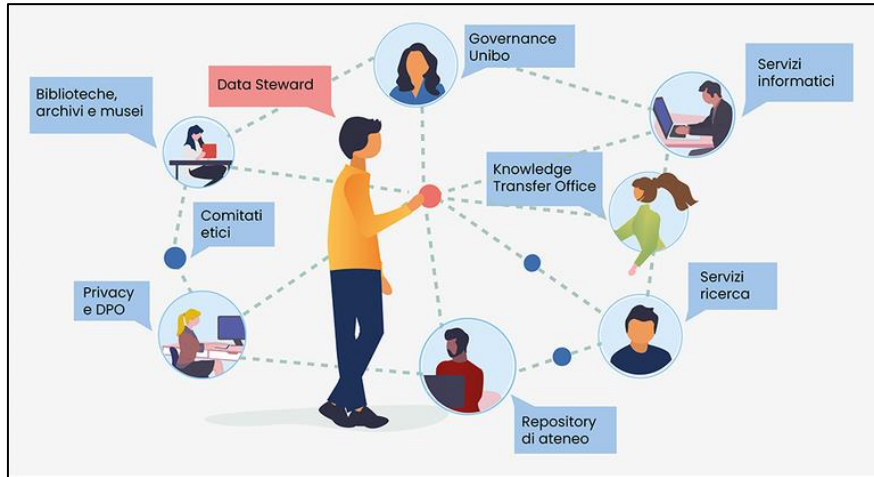 Governance
Unibo
Servizi
informatici
Data Steward
Biblioteche,
archivi e musei
Knowledge
Transfer Office
Comitati
etici
Servizi
ricerca
Privacy
e DPO
Repository
di ateneo